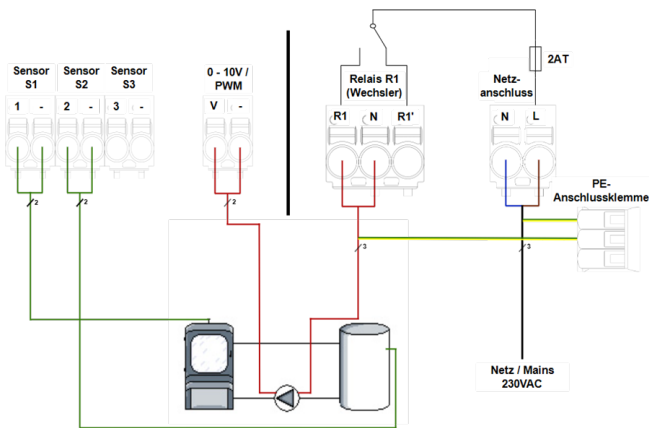 2AT
Sensor
S1
Sensor
S2
Sensor
S3
0 - 10V /
PWM
Relais R1
(Wechsler)
Netz-
anschluss
1 - 2 - 3 -
V -
R1 N R1'
N L
PE-
Anschlussklemme
2
2
2
3
3
Netz / Mains
230VAC